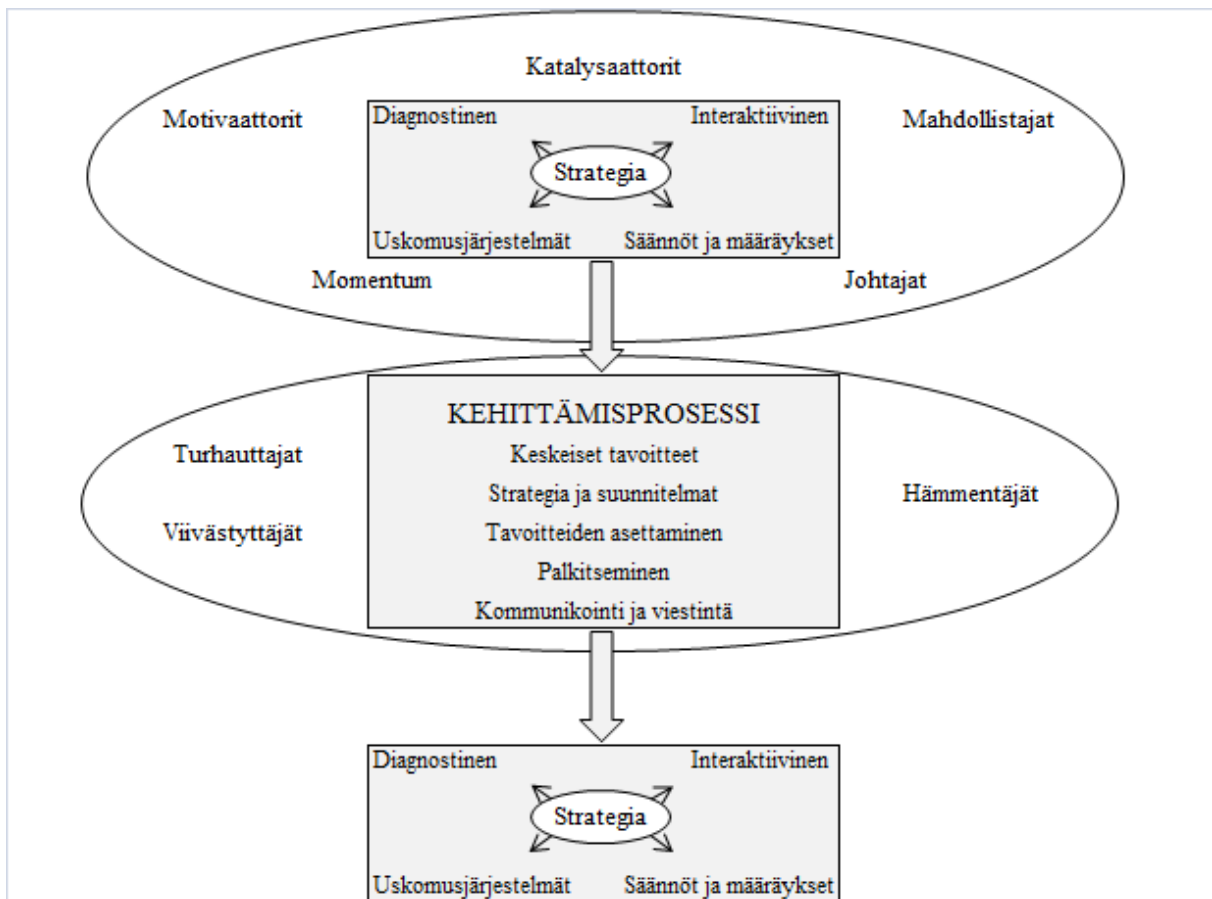 Katalysaattorit
Motivaattorit
Diagnostinen
Interaktiivinen
Mahdollistajat
Strategia
Uskomusjärjestelmät
Säännöt ja määräykset
Momentum
Johtajat
KEHITTÄMISPROSESSI
Turhauttajat
Keskeiset tavoitteet
Strategia ja suunnitelmat
Hämmentäjät
Viivästyttäjät
Tavoitteiden asettaminen
Palkitseminen
Kommunikointi ja viestintä
Diagnostinen
Interaktiivinen
Strategia
Uskomusjärjestelmät
Säännöt ja määräykset